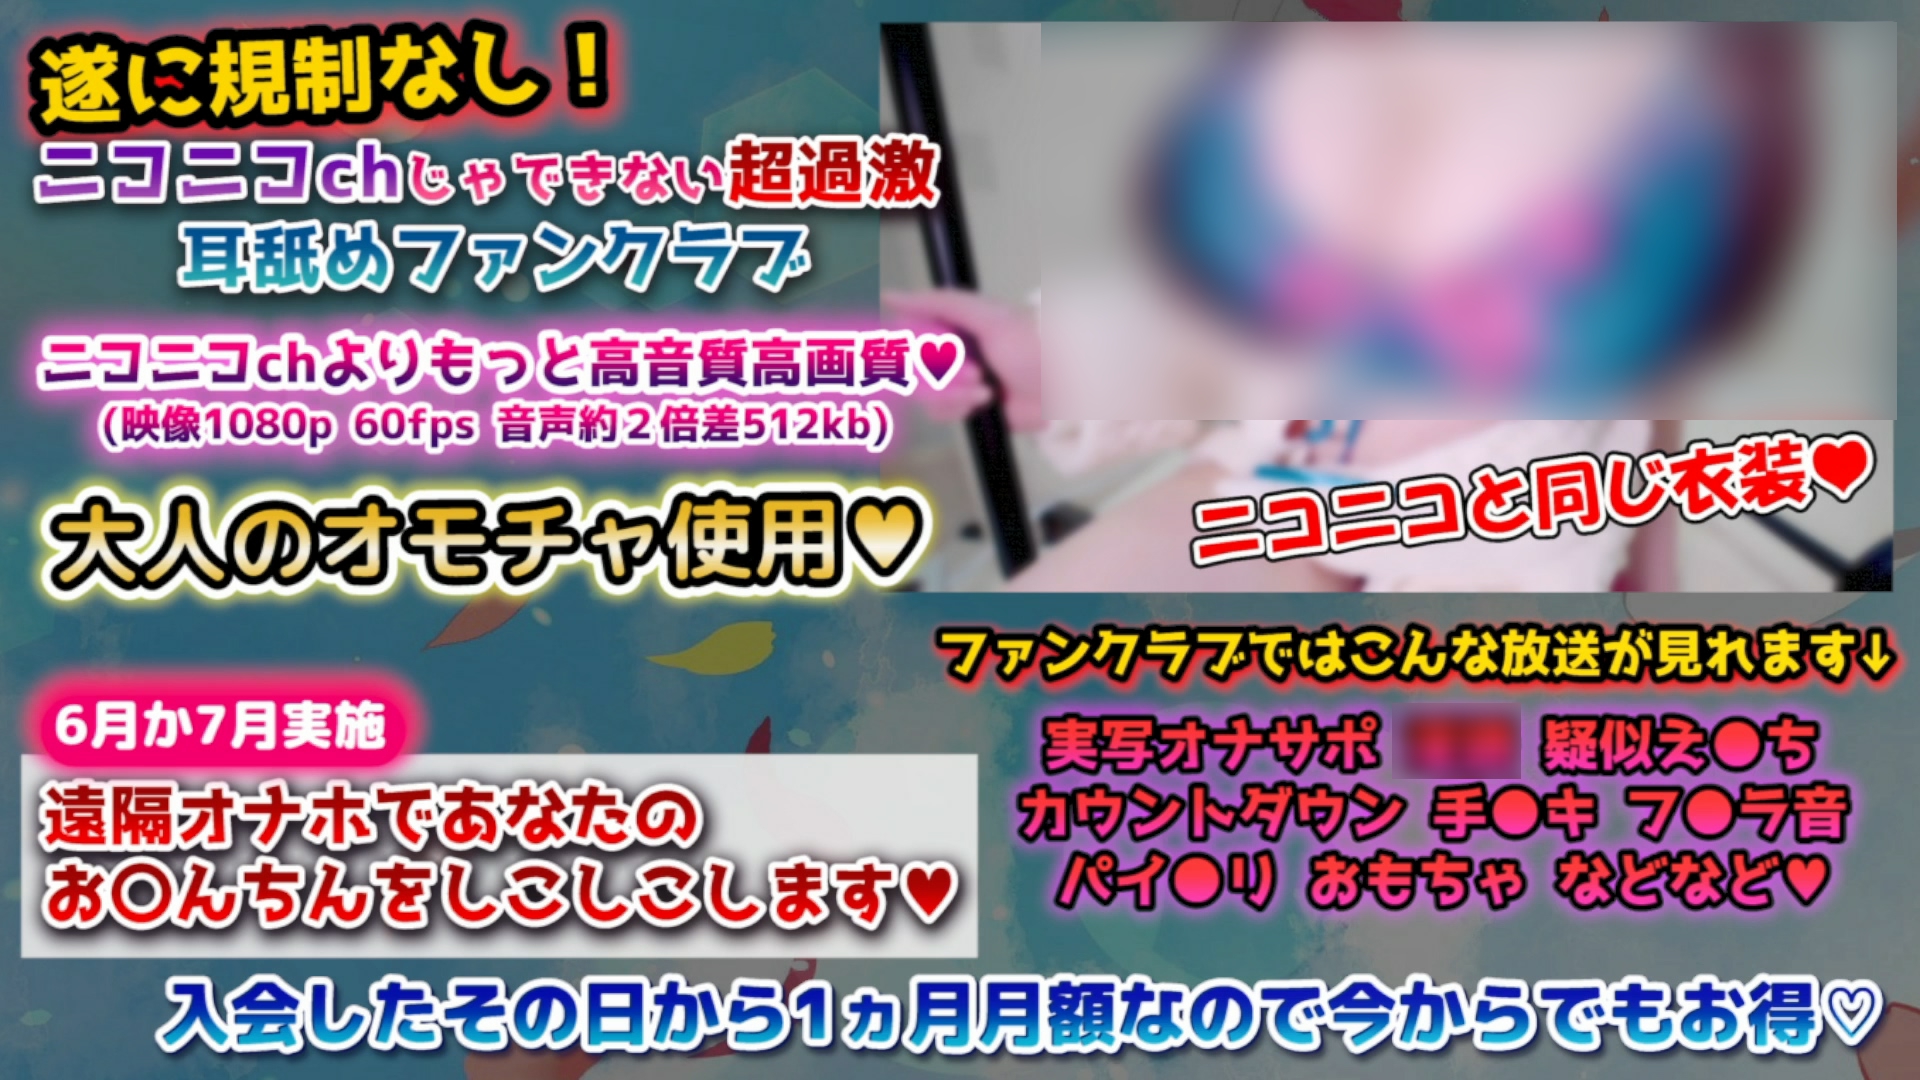 遂に規制なし！
ニコニコchじゃできない超過激
耳舐めファンクラブ
ニコニコchよりもっと高音質高画質♥
(映像1080p 60fps 音声約２倍差512kb)
大人のオモチャ使用♥
ニコニコと同じ衣装♥
6月か7月実施
遠隔オナホであなたの
お〇んちんをしこしこします♥
ファンクラブではこんな放送が見れます↓
実写オナサポ 疑似え●ち
カウントダウン 手●キ フ●ラ音
パイ●リ おもちゃ などなど♥
入会したその日から1ヵ月月額なので今からでもお得♡